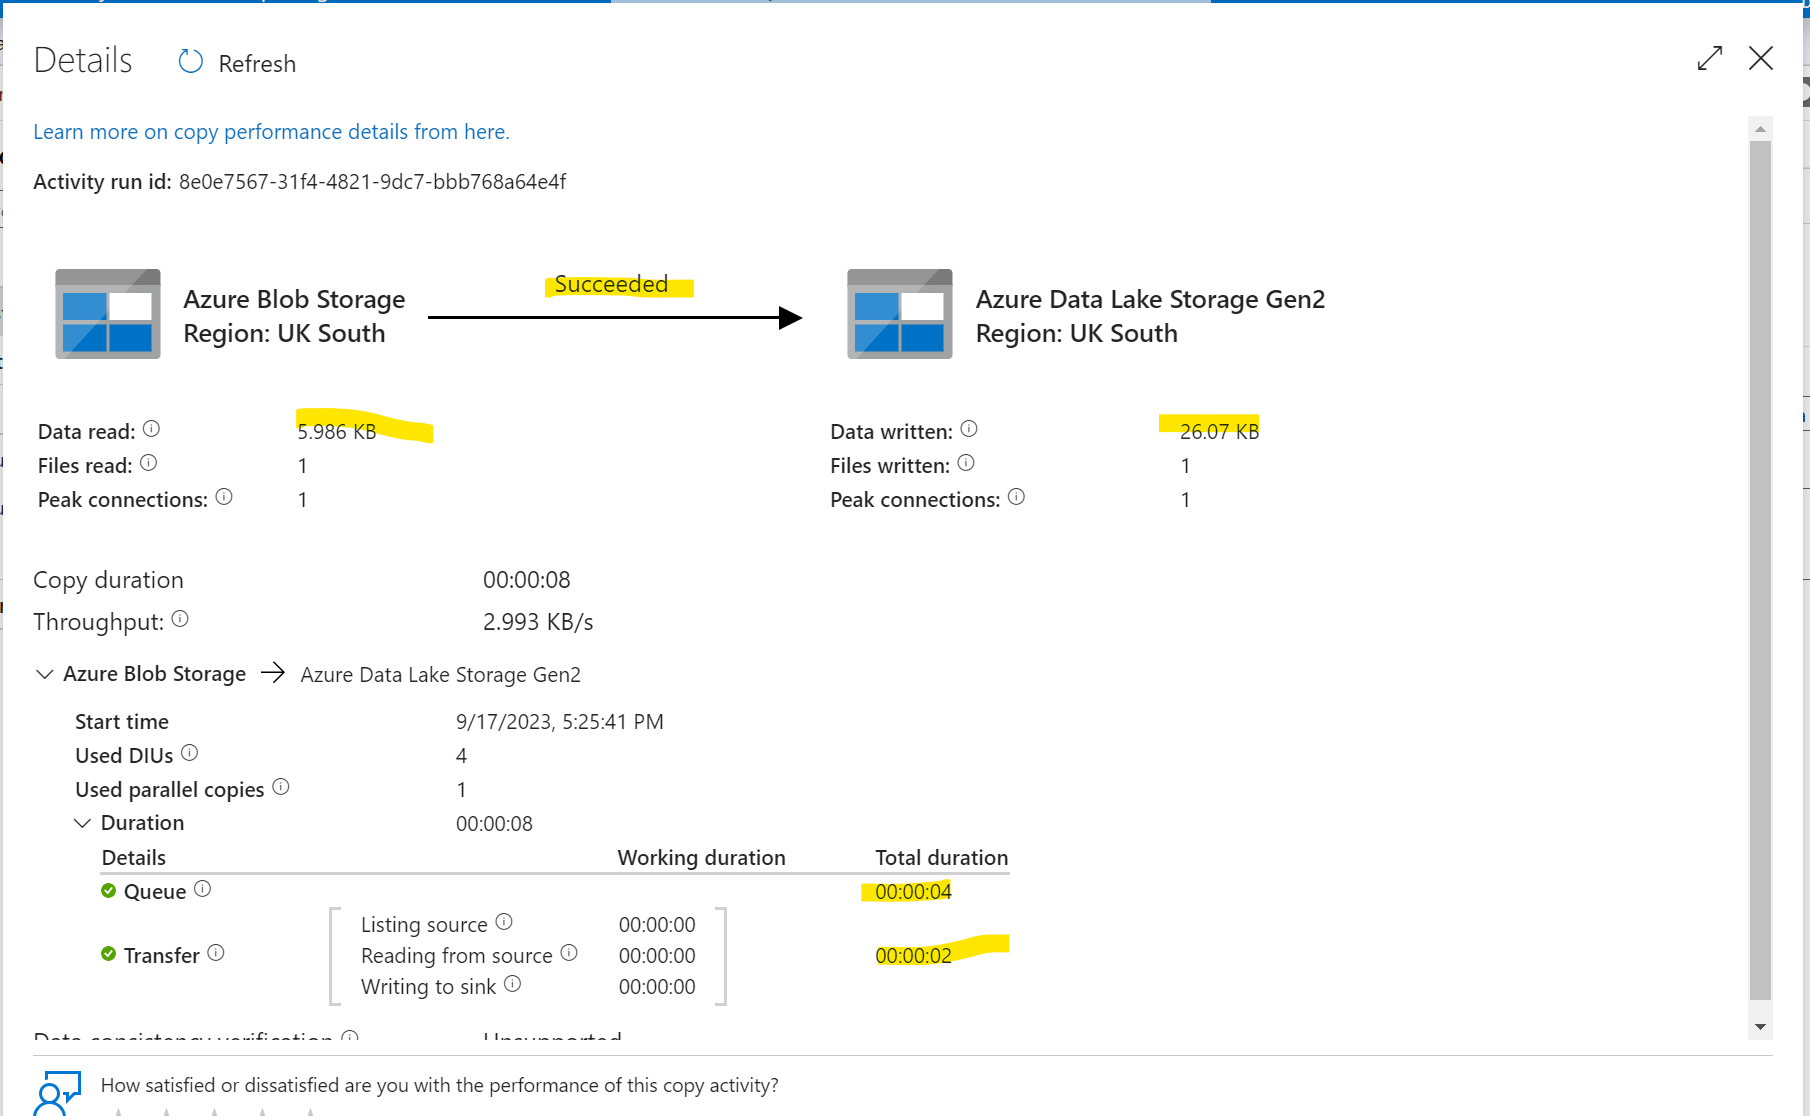 Details Refresh
Learn more on copy performance details from here.
Activity run id: 8e0e7567-31f4-4821-9dc7-bbb768a64e4f
Succeeded
Azure Blob Storage
Region: UK South
Azure Data Lake Storage Gen2
Region: UK South
Data read: 5.986 KB Data written: 26.07 KB
Files read: 1 Files written: 1
Peak connections: 1 Peak connections: 1
Copy duration 00:00:08
Throughput: 2.993 KB/s
Azure Blob Storage → Azure Data Lake Storage Gen2
Start time 9/17/2023, 5:25:41 PM
Used DIUs 4
Used parallel copies 1
Duration 00:00:08
Details Working duration Total duration
Queue 00:00:04
Listing source 00:00:00
Transfer Reading from source 00:00:00 00:00:02
Writing to sink 00:00:00
Data consistency verification Unsupported
How satisfied or dissatisfied are you with the performance of this copy activity?